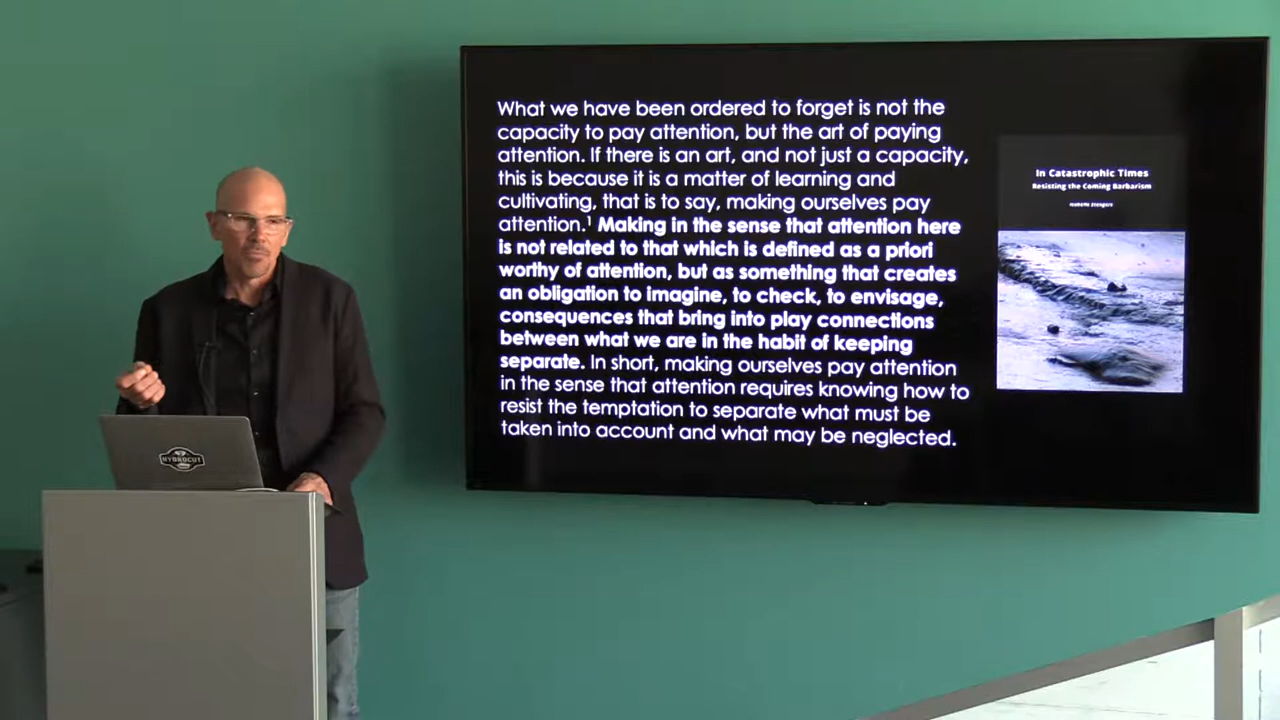 What we have been ordered to forget is not the
capacity to pay attention, but the art of paying
attention. If there is an art, and not just a capacity,
this is because it is a matter of learning and
cultivating, that is to say, making ourselves pay
attention.¹ Making in the sense that attention here
is not related to that which is defined as a priori
worthy of attention, but as something that creates
an obligation to imagine, to check, to envisage,
consequences that bring into play connections
between what we are in the habit of keeping
separate. In short, making ourselves pay attention
in the sense that attention requires knowing how to
resist the temptation to separate what must be
taken into account and what may be neglected.
In Catastrophic Times
Resisting the Coming Barbarism
Isabelle Stengers
HYDROCUT